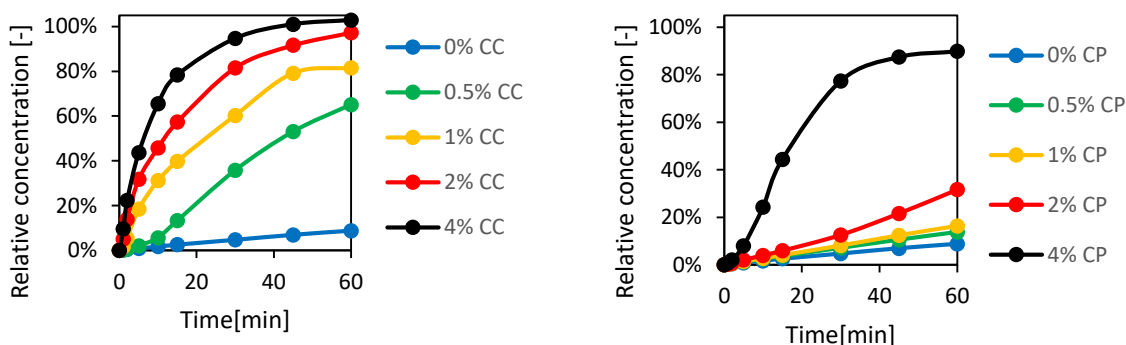 Relative concentration [-]
100%
80%
60%
40%
20%
0%
0
20
40
60
Time[min]
0% CC
0.5% CC
1% CC
2% CC
4% CC
Relative concentration [-]
100%
80%
60%
40%
20%
0%
0
20
40
60
Time[min]
0% CP
0.5% CP
1% CP
2% CP
4% CP